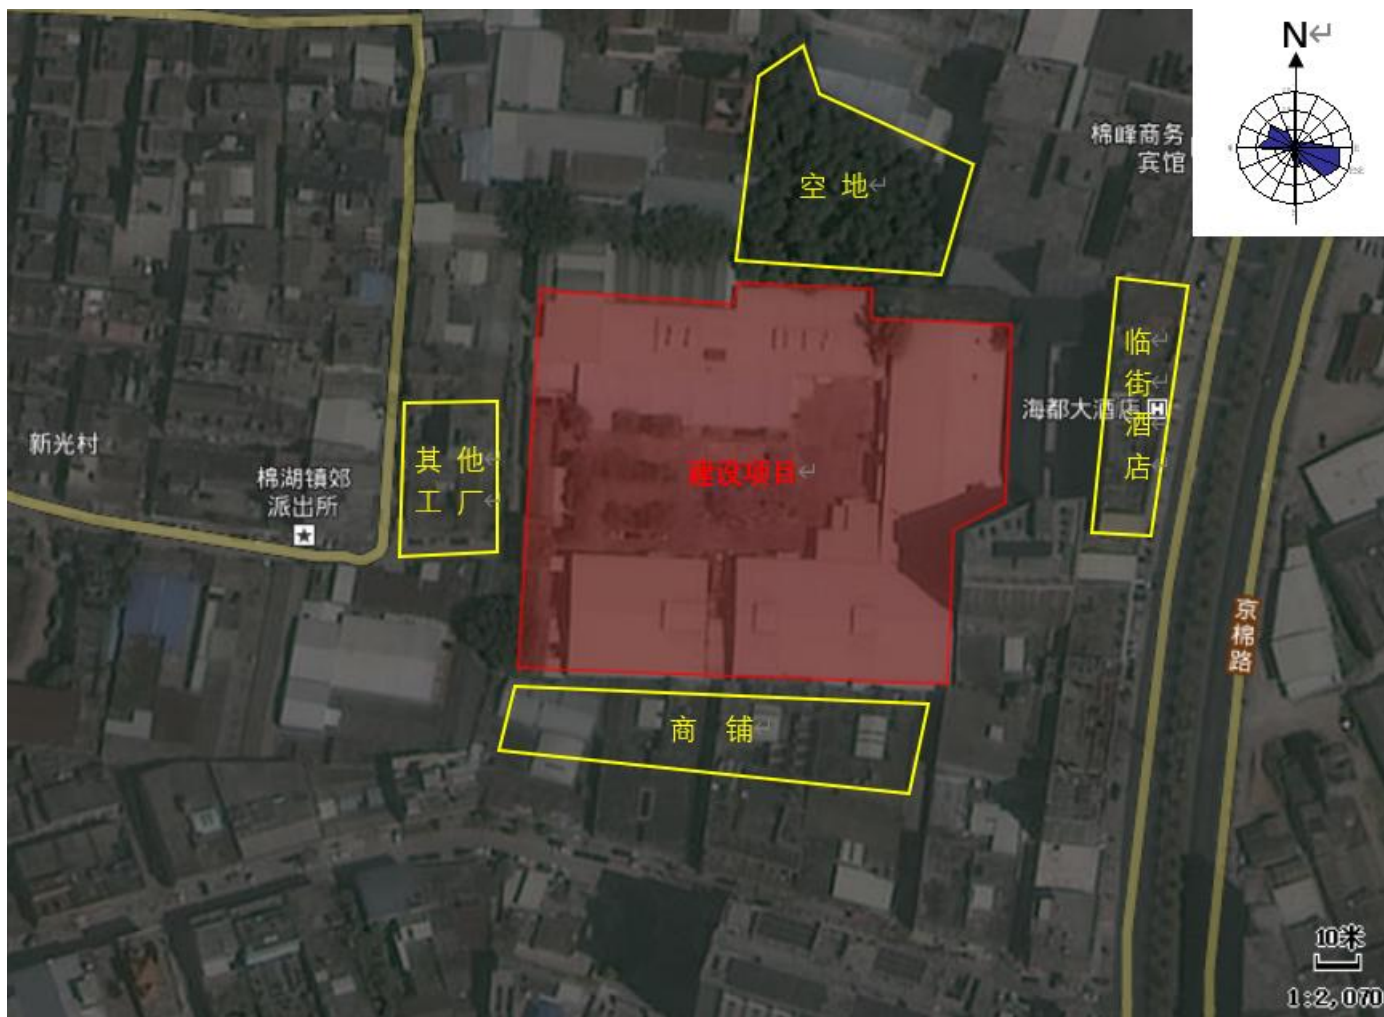 N
棉峰商务
宾馆
空 地
临
街
酒
店
海都大酒店
H
新光村
其 他
工 厂
棉湖镇郊
派出所
建设项目
京
棉
路
商 铺
10米
1:2,070